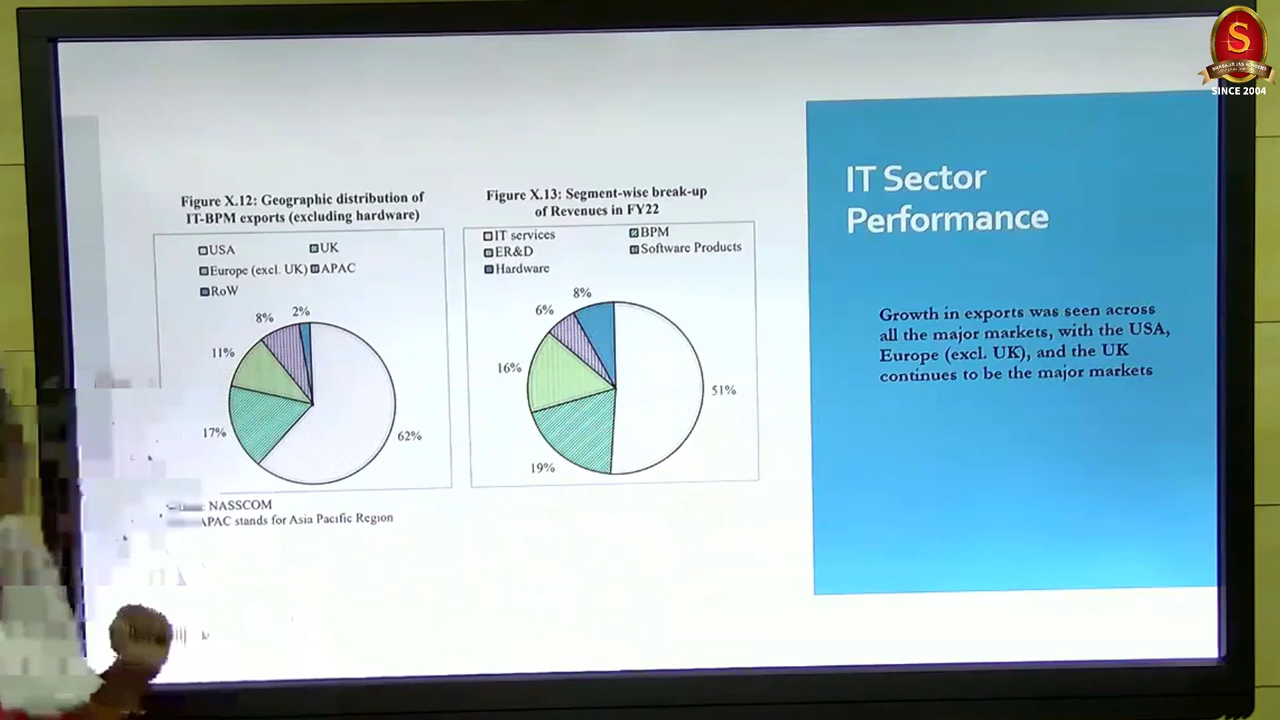 S
SINCE 2004
Figure X.12: Geographic distribution of
IT-BPM exports (excluding hardware)
USA
UK
Europe (excl. UK)
APAC
RoW
2%
8%
11%
17%
62%
NASSCOM
APAC stands for Asia Pacific Region
Figure X.13: Segment-wise break-up
of Revenues in FY22
IT services
BPM
ER&D
Software Products
Hardware
8%
6%
16%
51%
19%
IT Sector
Performance
Growth in exports was seen across
all the major markets, with the USA,
Europe (excl. UK), and the UK
continues to be the major markets